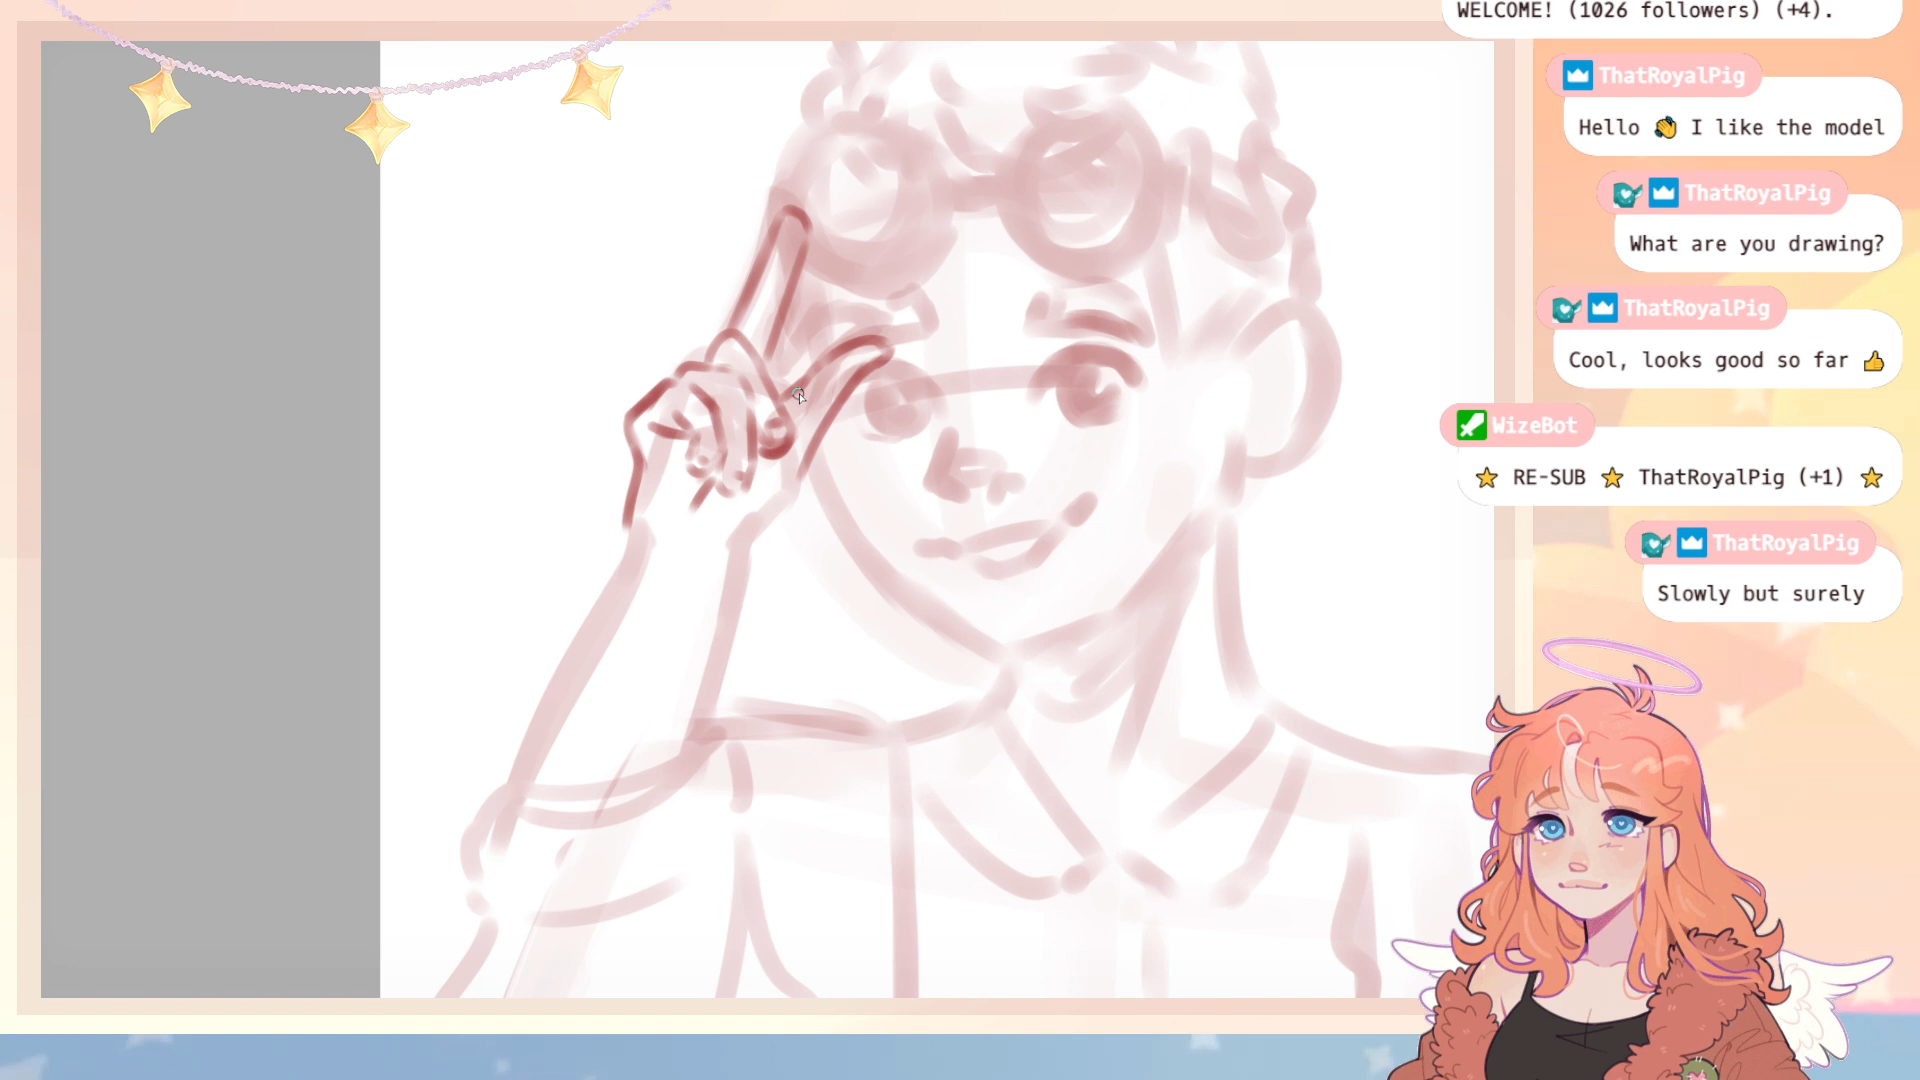 WELCOME! (1026 followers) (+4).
ThatRoyalPig
Hello 👏 I like the model
ThatRoyalPig
What are you drawing?
ThatRoyalPig
Cool, looks good so far 👍
WizeBot
⭐ RE-SUB ⭐ ThatRoyalPig (+1) ⭐
ThatRoyalPig
Slowly but surely